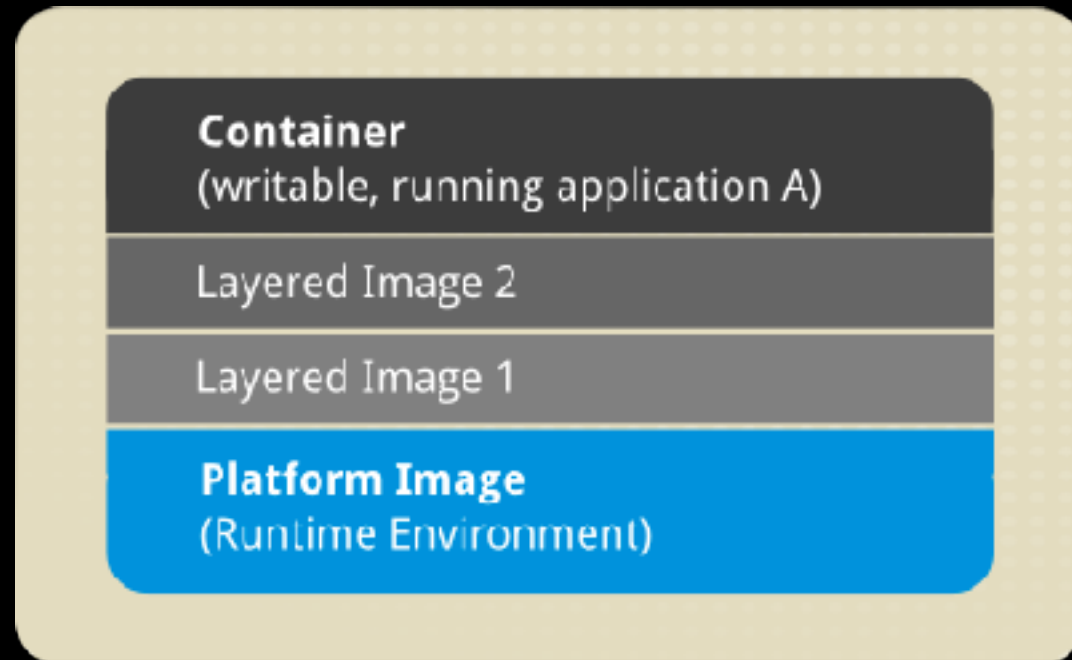 Container
(writable, running application A)
Layered Image 2
Layered Image 1
Platform Image
(Runtime Environment)